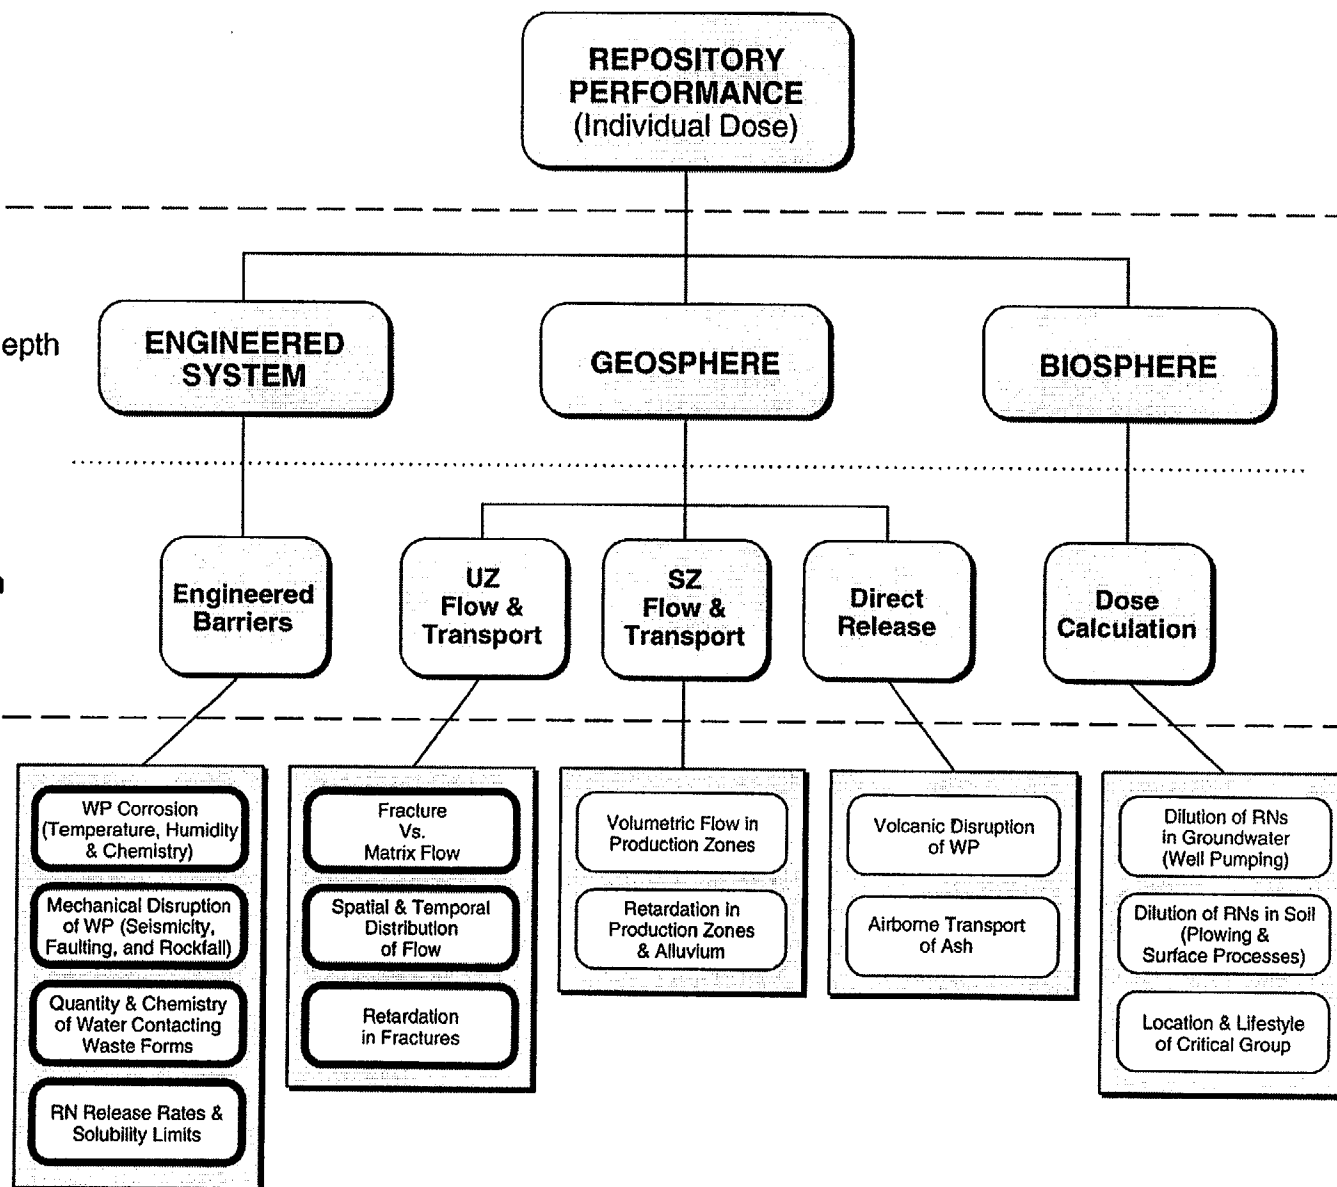 REPOSITORY
PERFORMANCE
(Individual Dose)
epth
ENGINEERED
SYSTEM
GEOSPHERE
BIOSPHERE
n
Engineered
Barriers
UZ
Flow &
Transport
SZ
Flow &
Transport
Direct
Release
Dose
Calculation
WP Corrosion
(Temperature, Humidity
& Chemistry)
Mechanical Disruption
of WP (Seismicity,
Faulting, and Rockfall)
Quantity & Chemistry
of Water Contacting
Waste Forms
RN Release Rates &
Solubility Limits
Fracture
Vs.
Matrix Flow
Spatial & Temporal
Distribution
of Flow
Retardation
in Fractures
Volumetric Flow in
Production Zones
Retardation in
Production Zones
& Alluvium
Volcanic Disruption
of WP
Airborne Transport
of Ash
Dilution of RNs
in Groundwater
(Well Pumping)
Dilution of RNs in Soil
(Plowing &
Surface Processes)
Location & Lifestyle
of Critical Group